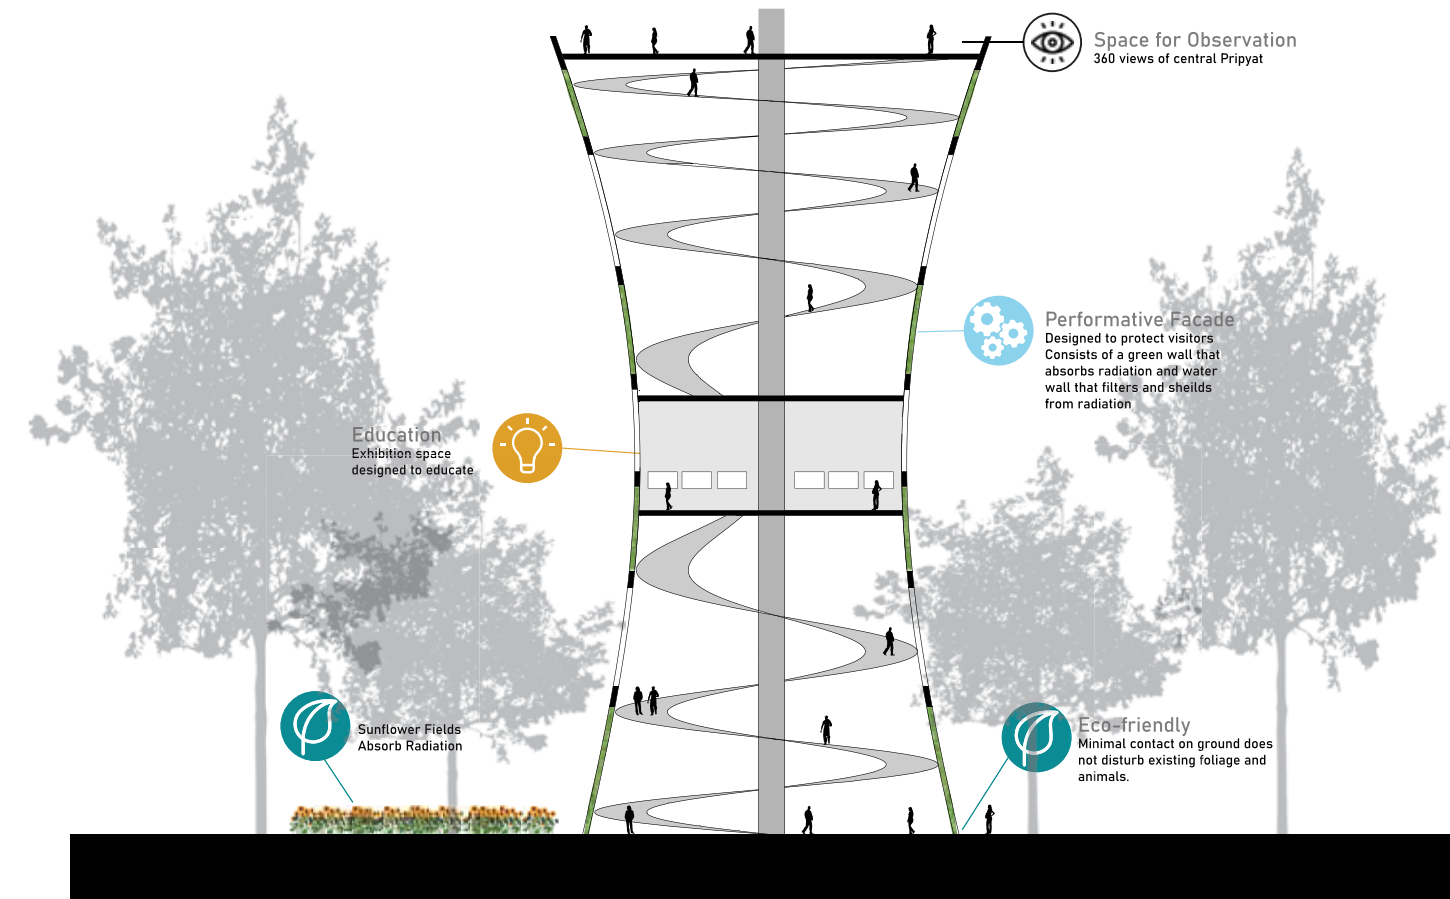 Space for Observation
360 views of central Pripyat
Performative Facade
Designed to protect visitors
Consists of a green wall that
absorbs radiation and water
wall that filters and sheilds
from radiation
Education
Exhibition space
designed to educate
Sunflower Fields
Absorb Radiation
Eco-friendly
Minimal contact on ground does
not disturb existing foliage and
animals.